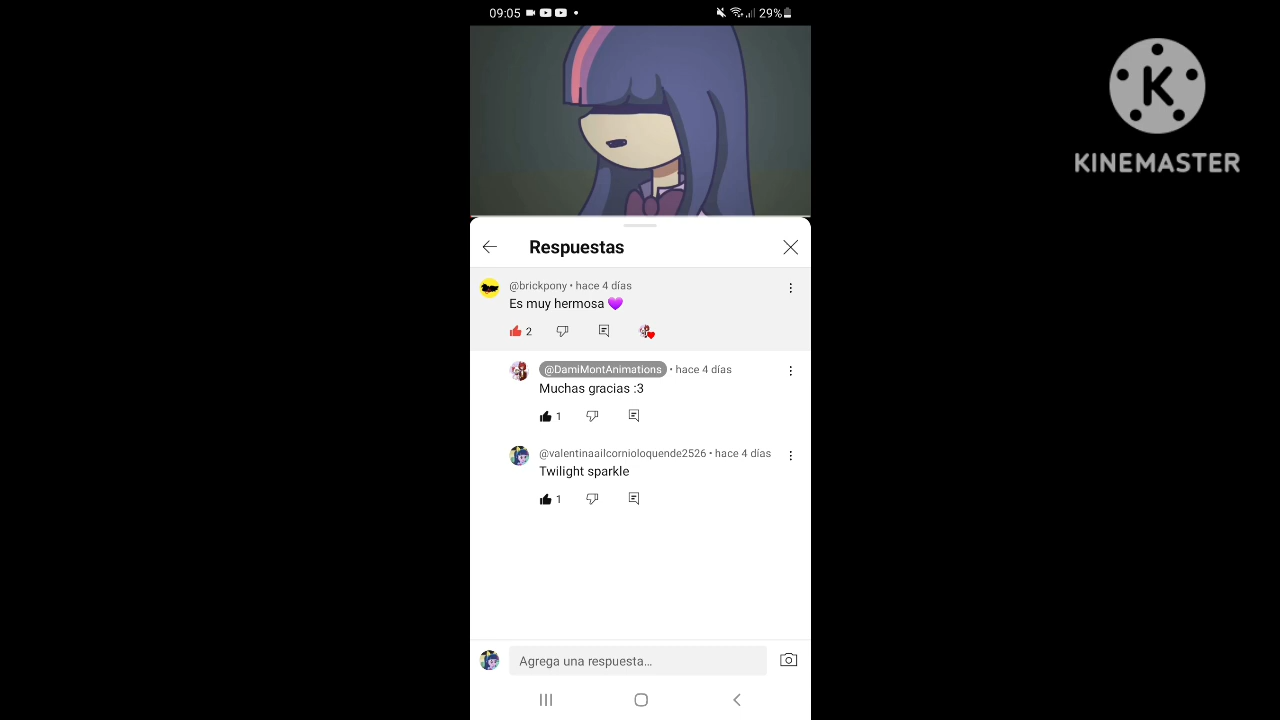 09:05
29%
K
KINEMASTER
Respuestas
@brickpony • hace 4 días
Es muy hermosa 💜
2
@DamiMontAnimations • hace 4 días
Muchas gracias :3
1
@valentinaailcornioloquende2526 • hace 4 días
Twilight sparkle
1
Agrega una respuesta...